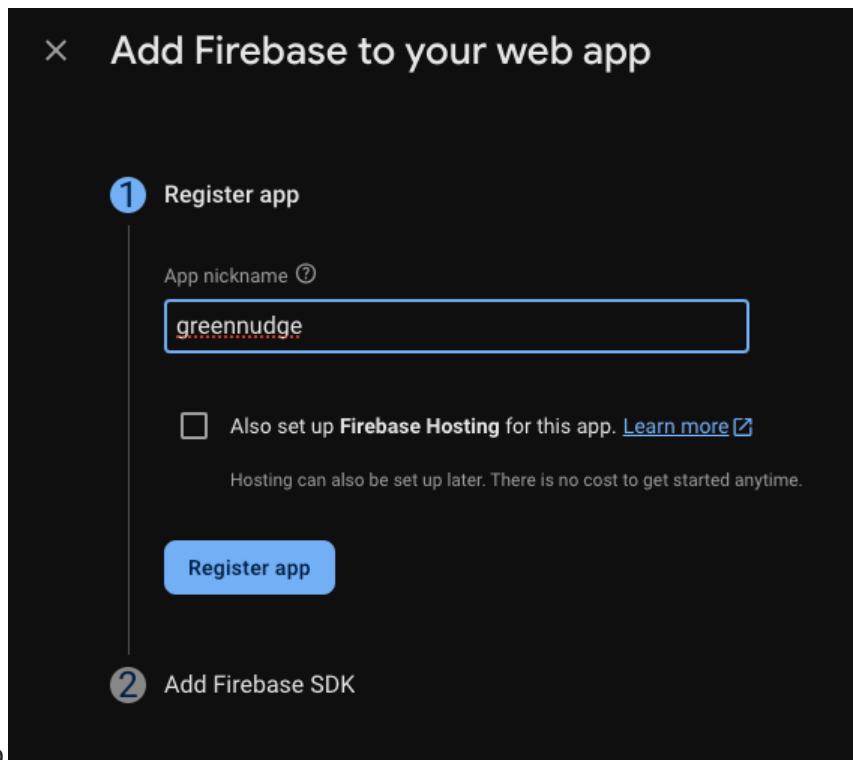 Add Firebase to your web app
1 Register app
App nickname
greennudge
Also set up Firebase Hosting for this app. Learn more
Hosting can also be set up later. There is no cost to get started anytime.
Register app
2 Add Firebase SDK